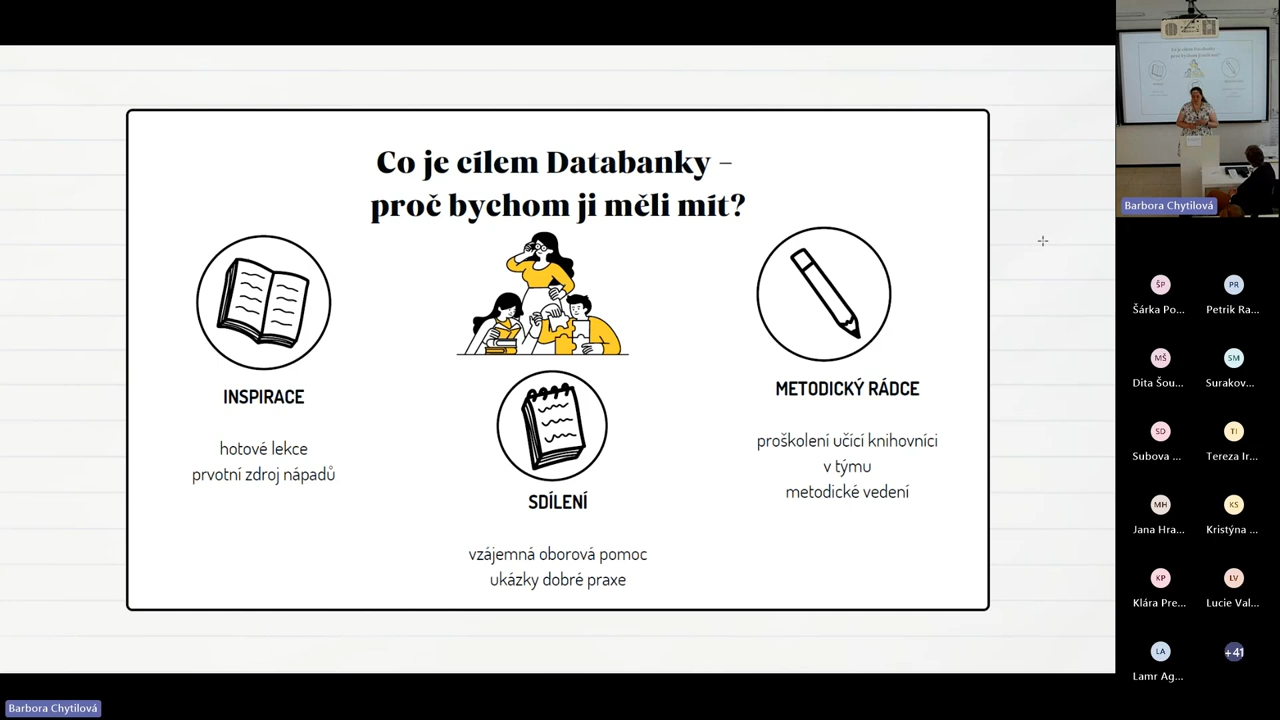 Co je cílem Databanky –
proč bychom ji měli mít?
INSPIRACE
hotové lekce
prvotní zdroj nápadů
SDÍLENÍ
vzájemná oborová pomoc
ukázky dobré praxe
METODICKÝ RÁDCE
proškolení učící knihovníci
v týmu
metodické vedení
Barbora Chytilová
ŠP
PR
Šárka Po...
Petrik Ra...
MŠ
SM
Dita Šou...
Surakov...
SD
TI
Subova ...
Tereza Ir...
MH
KS
Jana Hra...
Kristýna ...
KP
LV
Klára Pre...
Lucie Val...
LA
+41
Lamr Ag...
Barbora Chytilová